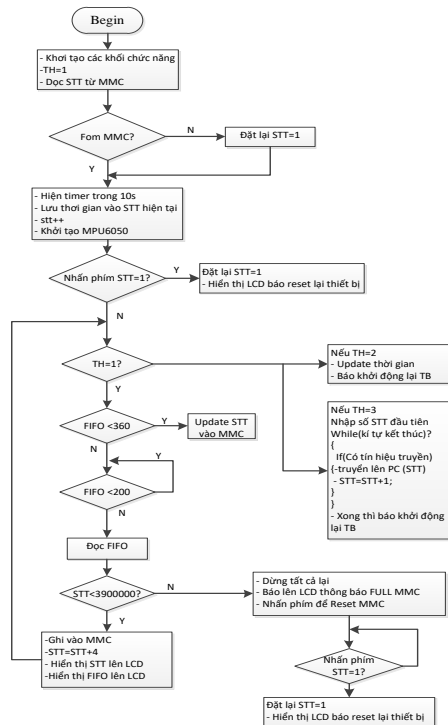 Begin
- Khơi tạo các khối chức năng
-TH=1
- Dọc STT từ MMC
Fom MMC?
N
Đặt lại STT=1
Y
- Hiện timer trong 10s
- Lưu thơi gian vào STT hiện tại
- stt++
- Khởi tạo MPU6050
Nhấn phím STT=1?
Y
Đặt lại STT=1
- Hiển thị LCD báo reset lại thiết bị
N
TH=1?
N
Nếu TH=2
- Update thời gian
- Báo khởi động lại TB
Y
FIFO <360
Y
Update STT
vào MMC
Nếu TH=3
Nhập số STT đầu tiên
While(kí tự kết thúc)?
{
If(Có tín hiệu truyền)
{-truyển lên PC (STT)
- STT=STT+1;
}
}
- Xong thì báo khởi động
lại TB
N
FIFO <200
Y
N
Đọc FIFO
STT<3900000?
N
- Dừng tất cả lại
- Báo lên LCD thông báo FULL MMC
- Nhấn phím để Reset MMC
Y
-Ghi vào MMC
-STT=STT+4
- Hiển thị STT lên LCD
-Hiển thị FIFO lên LCD
Nhấn phím
STT=1?
N
Y
Đặt lại STT=1
- Hiển thị LCD báo reset lại thiết bị